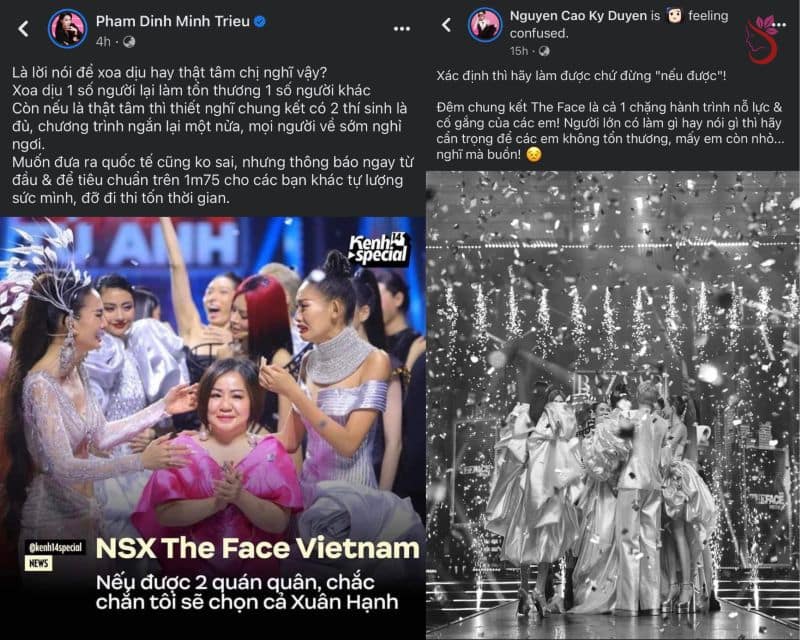 Pham Dinh Minh Trieu
4h ·
Là lời nói để xoa dịu hay thật tâm chị nghĩ vậy?
Xoa dịu 1 số người lại làm tổn thương 1 số người khác
Còn nếu là thật tâm thì thiết nghĩ chung kết có 2 thí sinh là
đủ, chương trình ngắn lại một nửa, mọi người về sớm nghỉ
ngơi.
Muốn đưa ra quốc tế cũng ko sai, nhưng thông báo ngay từ
đầu & để tiêu chuẩn trên 1m75 cho các bạn khác tự lượng
sức mình, đỡ đi thi tốn thời gian.
ANH
Kenh14
special
@kenh14special
NEWS
NSX The Face Vietnam
Nếu được 2 quán quân, chắc
chắn tôi sẽ chọn cả Xuân Hạnh
Nguyen Cao Ky Duyen is feeling
confused.
15h ·
Xác định thì hãy làm được chứ đừng "nếu được"!
Đêm chung kết The Face là cả 1 chặng hành trình nỗ lực &
cố gắng của các em! Người lớn có làm gì hay nói gì thì hãy
cẩn trọng để các em không tổn thương, mấy em còn nhỏ...
nghĩ mà buồn!